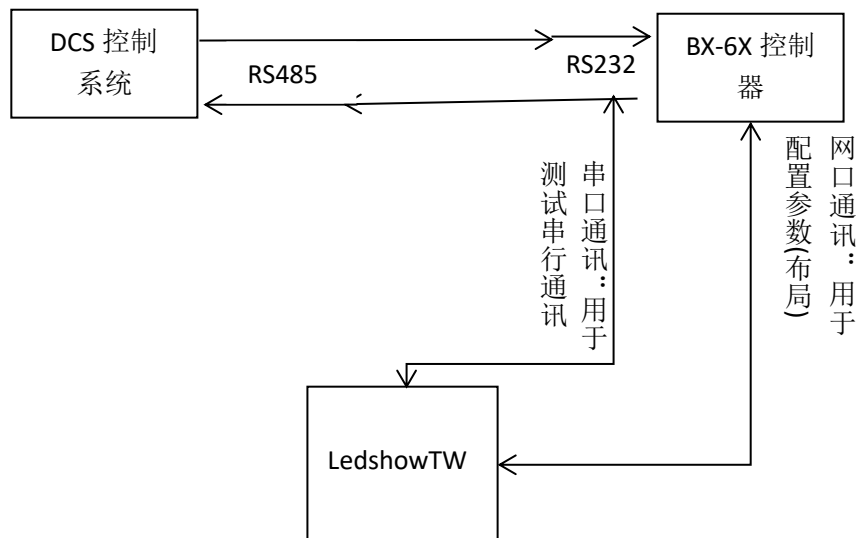 DCS 控制
系统
RS485
RS232
BX-6X 控制
器
串口通讯：用于
测试串行通讯
网口通讯：用于
配置参数(布局)
LedshowTW